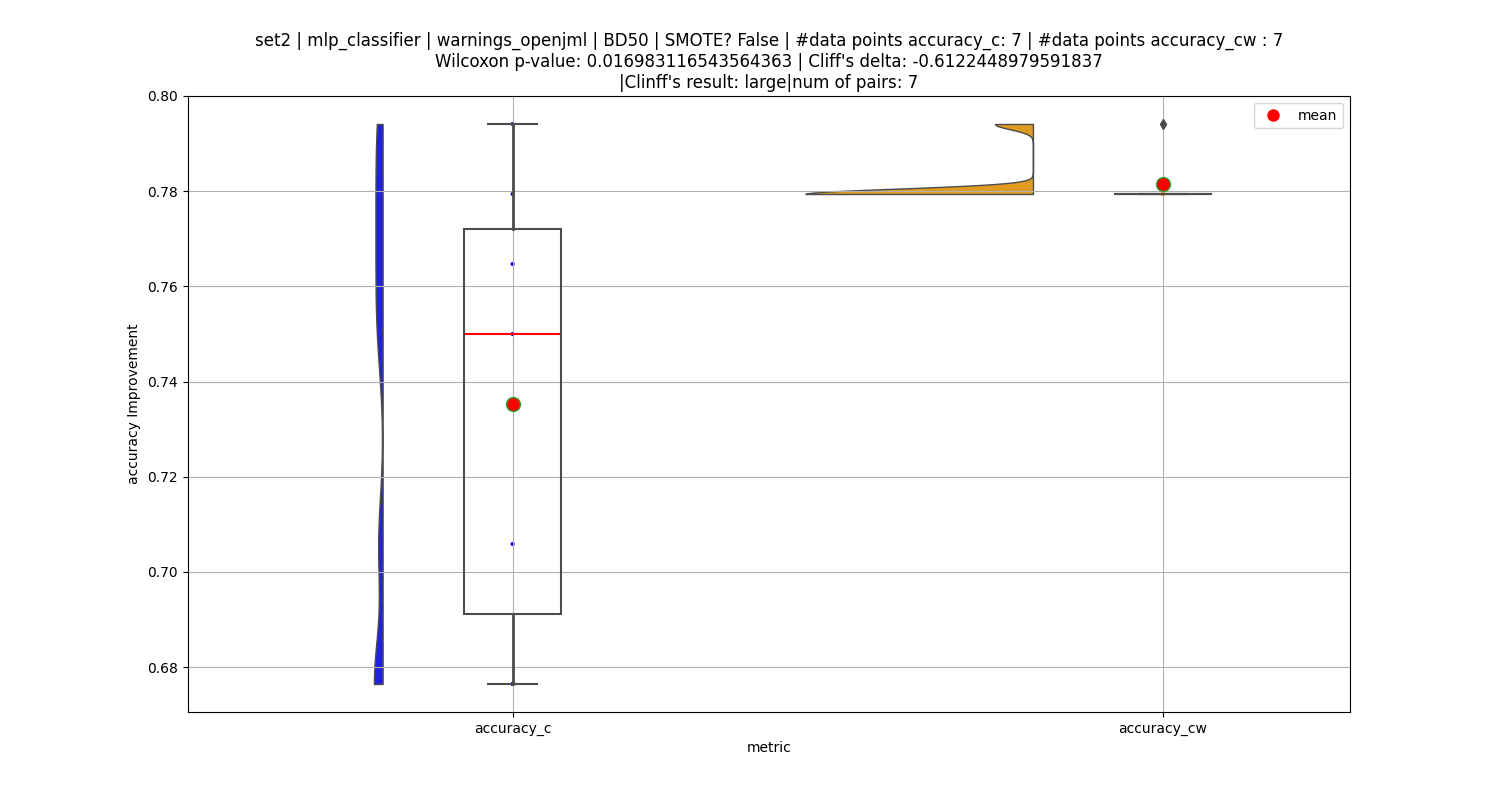 set2 | mlp_classifier | warnings_openjml | BD50 | SMOTE? False | #data points accuracy_c: 7 | #data points accuracy_cw : 7
Wilcoxon p-value: 0.016983116543564363 | Cliff's delta: -0.6122448979591837
|Clinff's result: large|num of pairs: 7
mean
0.80
0.78
0.76
0.74
0.72
0.70
0.68
accuracy Improvement
accuracy_c
accuracy_cw
metric